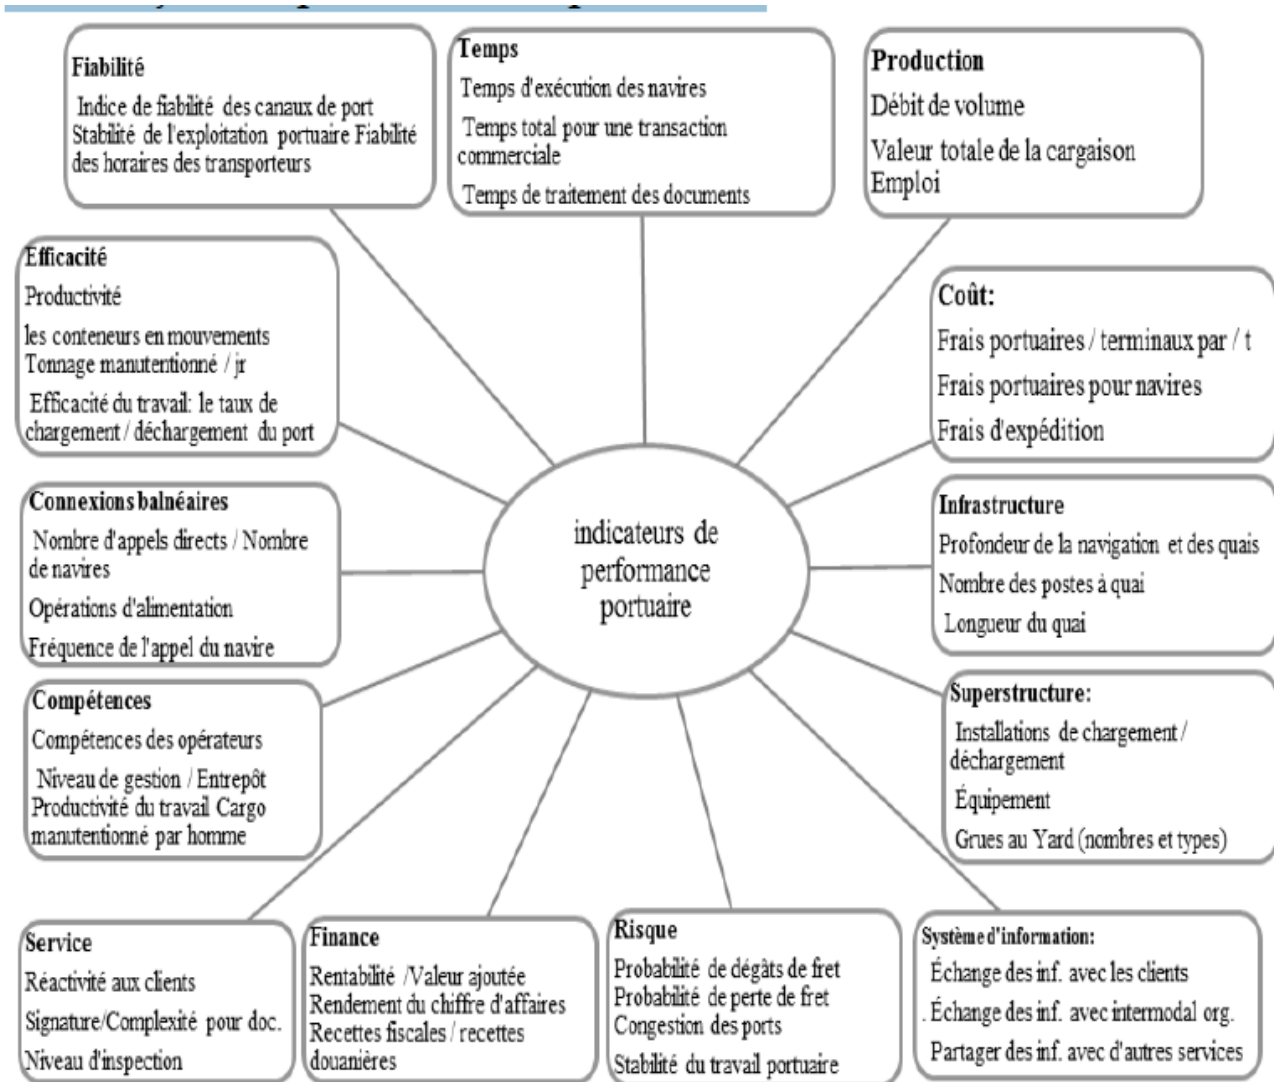 Fiabilité
Indice de fiabilité des canaux de port
Stabilité de l'exploitation portuaire Fiabilité
des horaires des transporteurs
Temps
Temps d'exécution des navires
Temps total pour une transaction
commerciale
Temps de traitement des documents
Production
Débit de volume
Valeur totale de la cargaison
Emploi
Efficacité
Productivité
les conteneurs en mouvements
Tonnage manutentionné / jr
Efficacité du travail: le taux de
chargement / déchargement du port
Coût:
Frais portuaires / terminaux par / t
Frais portuaires pour navires
Frais d'expédition
Connexions balnéaires
Nombre d'appels directs / Nombre
de navires
Opérations d'alimentation
Fréquence de l'appel du navire
indicateurs de
performance
portuaire
Infrastructure
Profondeur de la navigation et des quais
Nombre des postes à quai
Longueur du quai
Compétences
Compétences des opérateurs
Niveau de gestion / Entrepôt
Productivité du travail Cargo
manutentionné par homme
Superstructure:
Installations de chargement /
déchargement
Équipement
Grues au Yard (nombres et types)
Service
Réactivité aux clients
Signature/Complexité pour doc.
Niveau d'inspection
Finance
Rentabilité /Valeur ajoutée
Rendement du chiffre d'affaires
Recettes fiscales / recettes
douanières
Risque
Probabilité de dégâts de fret
Probabilité de perte de fret
Congestion des ports
Stabilité du travail portuaire
Système d'information:
Échange des inf. avec les clients
. Échange des inf. avec intermodal org.
Partager des inf. avec d'autres services